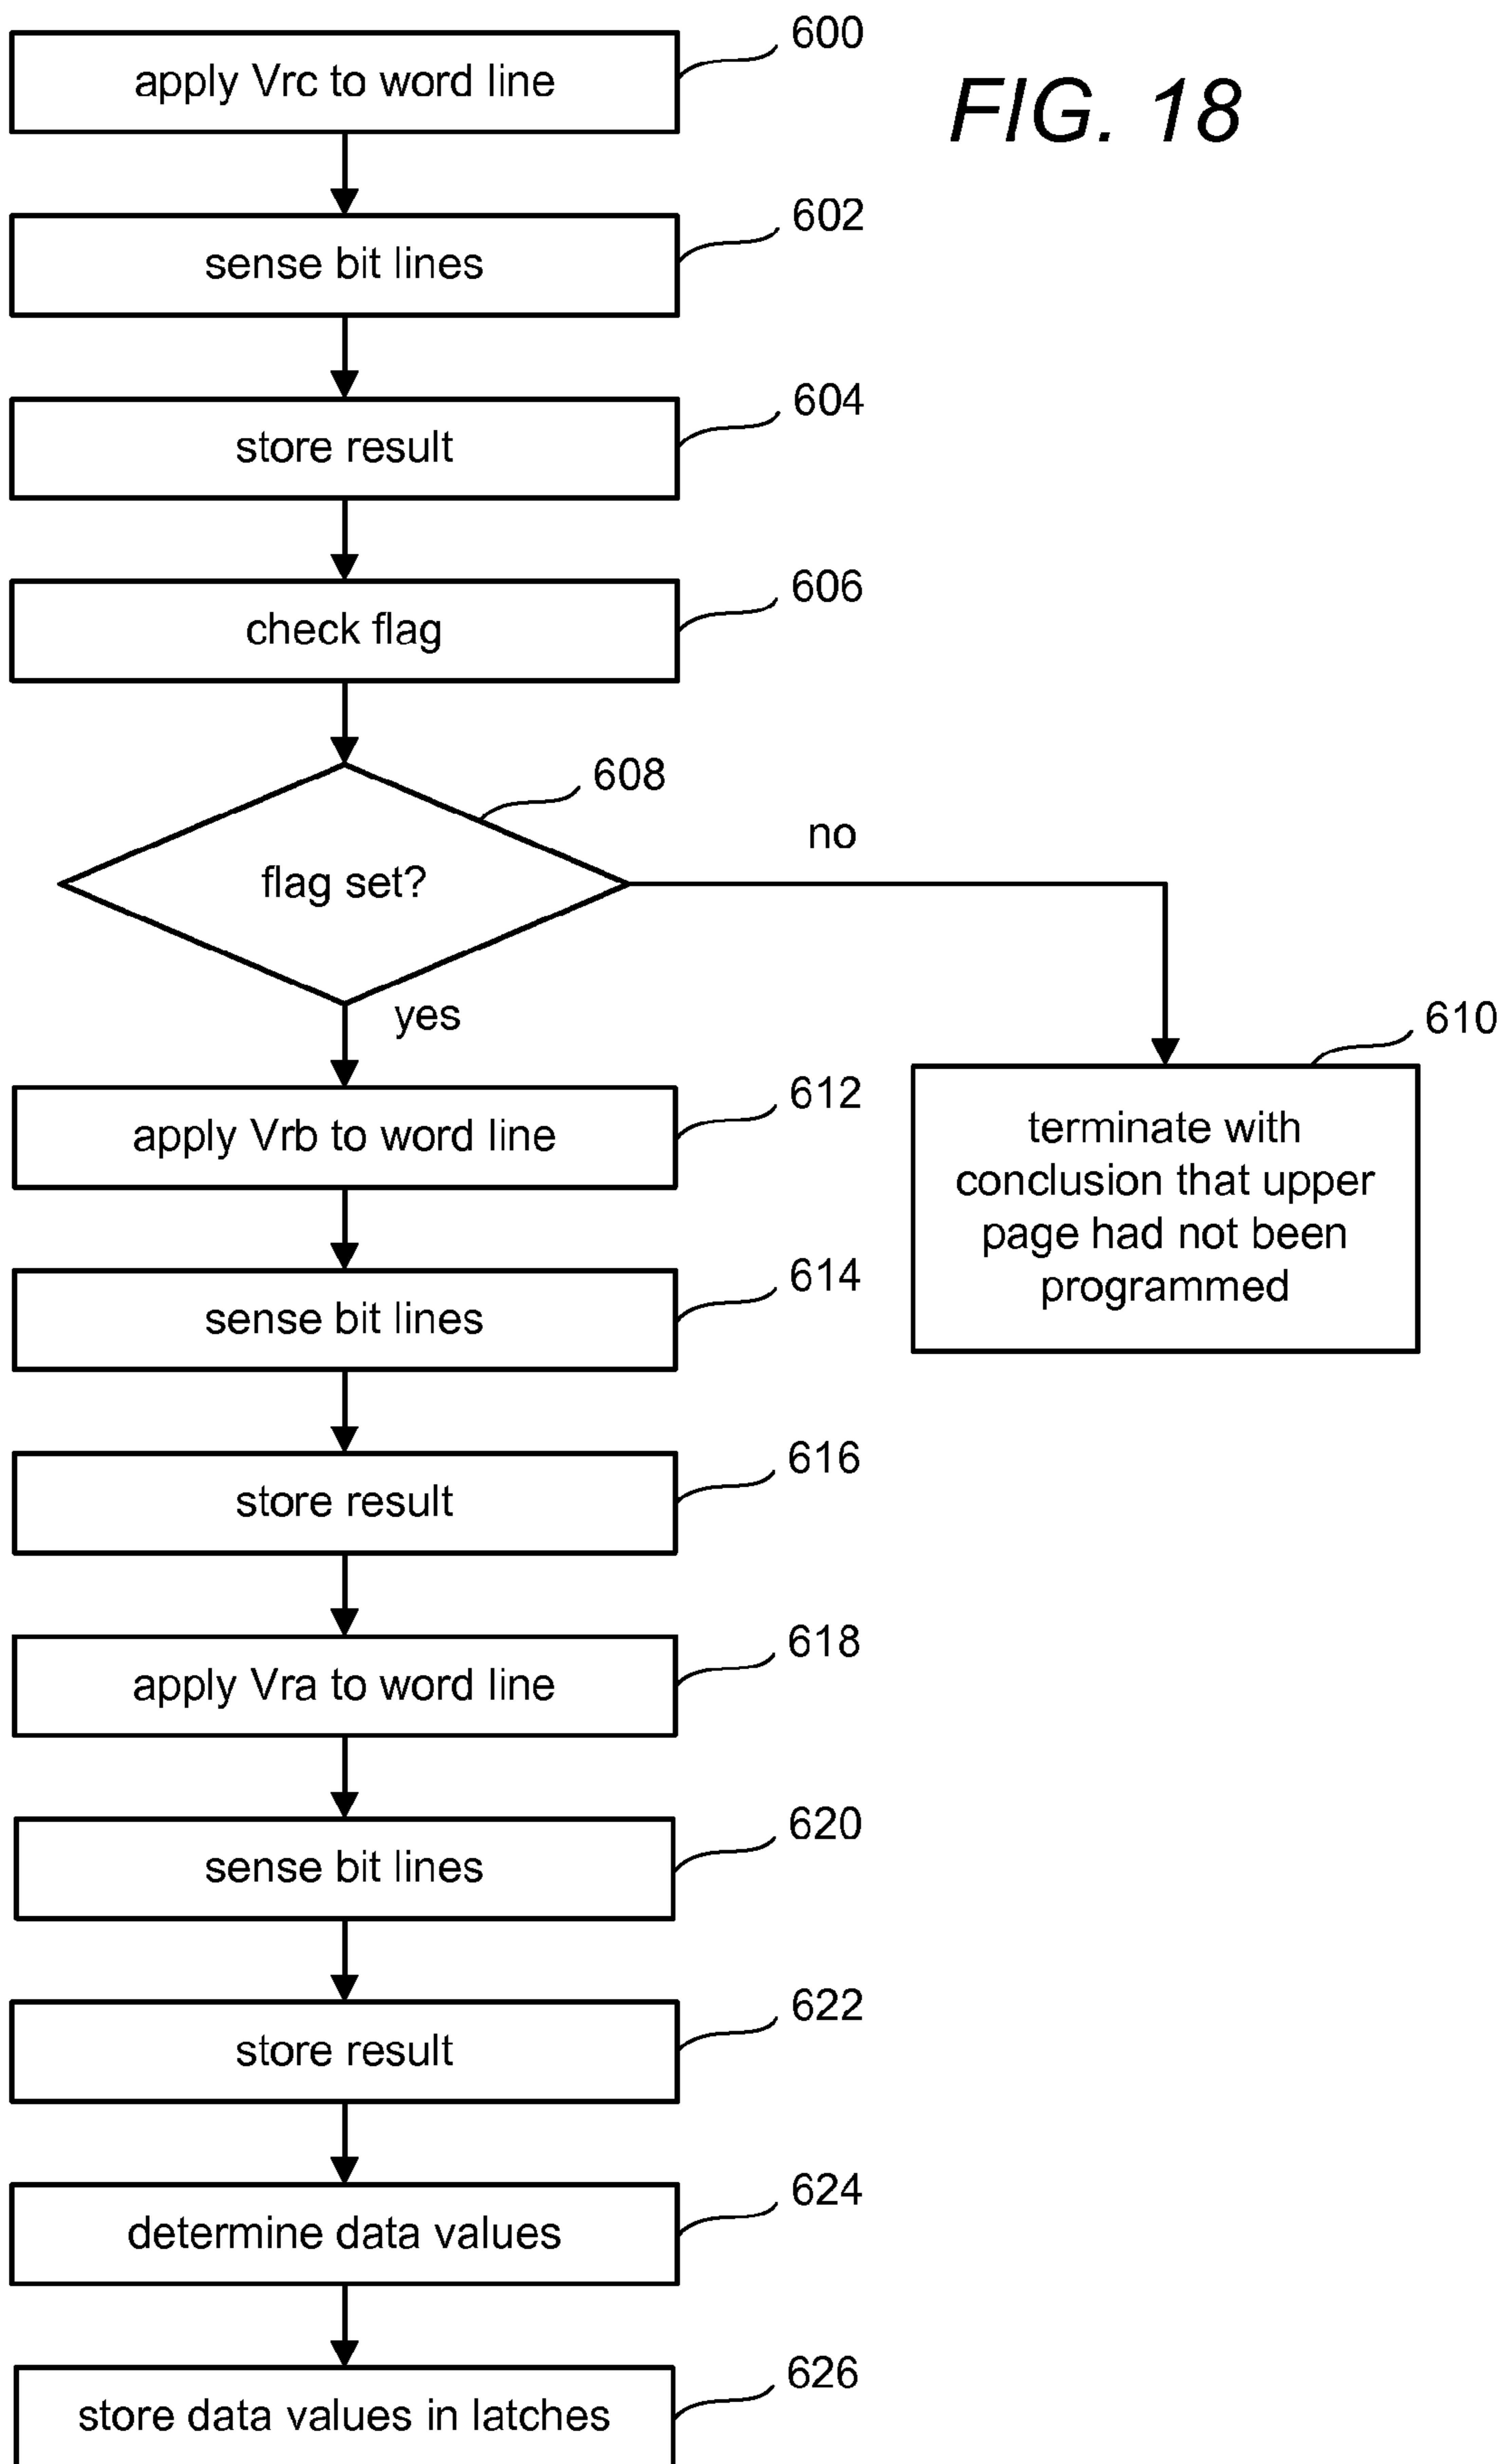 600
apply Vrc to word line
FIG. 18
602
sense bit lines
604
store result
606
check flag
608
flag set?
no
yes
610
terminate with
conclusion that upper
page had not been
programmed
612
apply Vrb to word line
614
sense bit lines
616
store result
618
apply Vra to word line
620
sense bit lines
622
store result
624
determine data values
626
store data values in latches